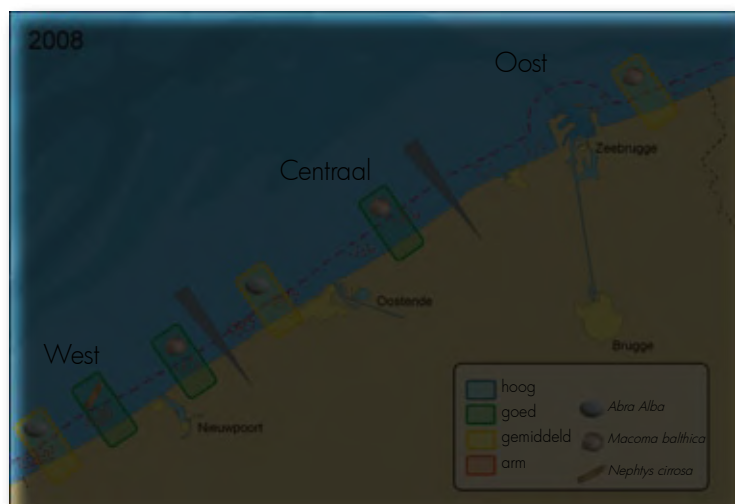 2008
Oost
Zeebrugge
Centraal
Oostende
Brugge
West
Nieuwpoort
hoog
goed
gemiddeld
arm
Abra Alba
Macoma balthica
Nephtys cirrosa